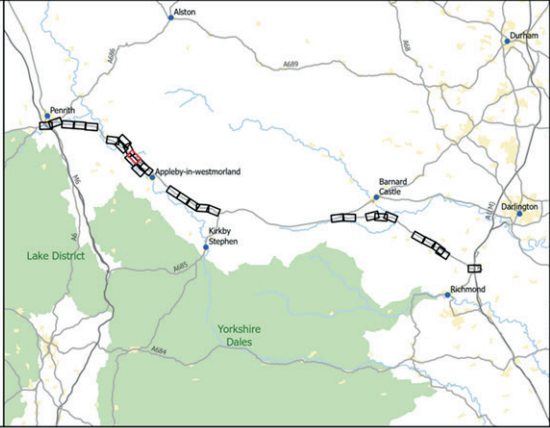 Alston
Durham
A686
A68
A689
Penrith
Appleby-in-westmorland
Barnard
Castle
Darlington
A1(M)
M6
A6
Kirkby
Stephen
Lake District
A685
Richmond
Yorkshire
Dales
A684